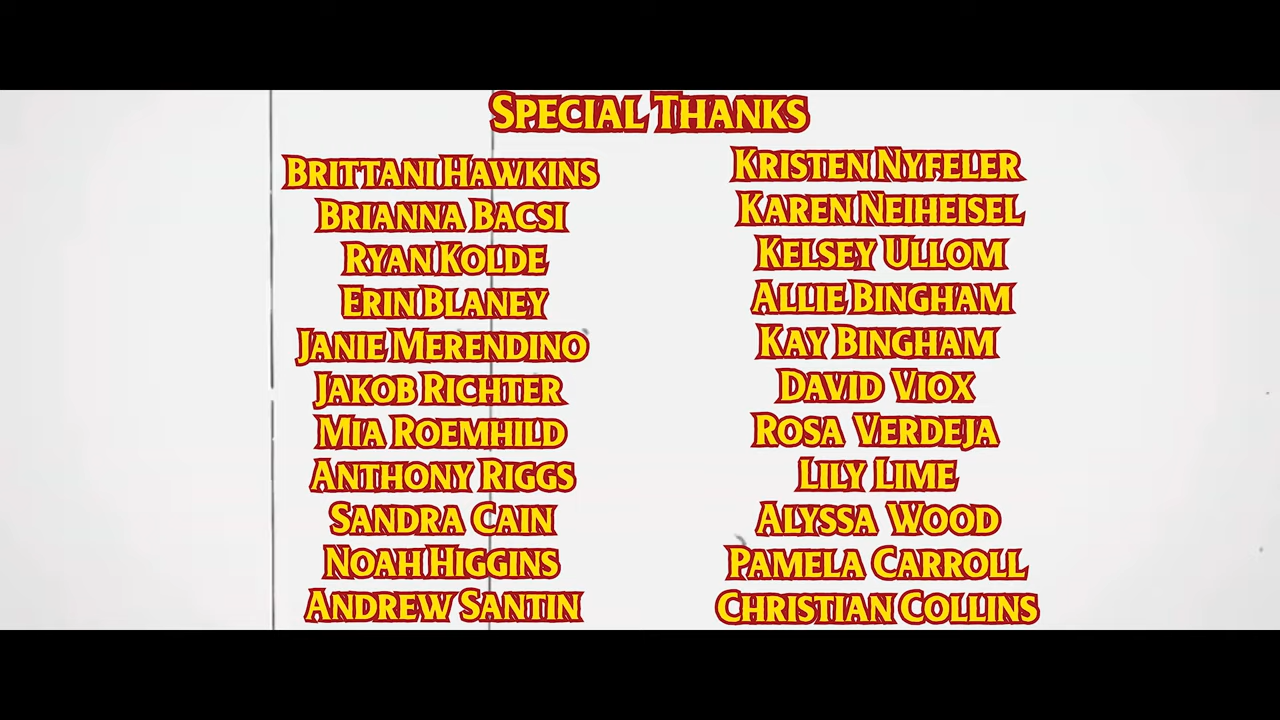 Special Thanks
Brittani Hawkins
Brianna Bacsi
Ryan Kolde
Erin Blaney
Janie Merendino
Jakob Richter
Mia Roemhild
Anthony Riggs
Sandra Cain
Noah Higgins
Andrew Santin
Kristen Nyfeler
Karen Neiheisel
Kelsey Ullom
Allie Bingham
Kay Bingham
David Viox
Rosa Verdeja
Lily Lime
Alyssa Wood
Pamela Carroll
Christian Collins